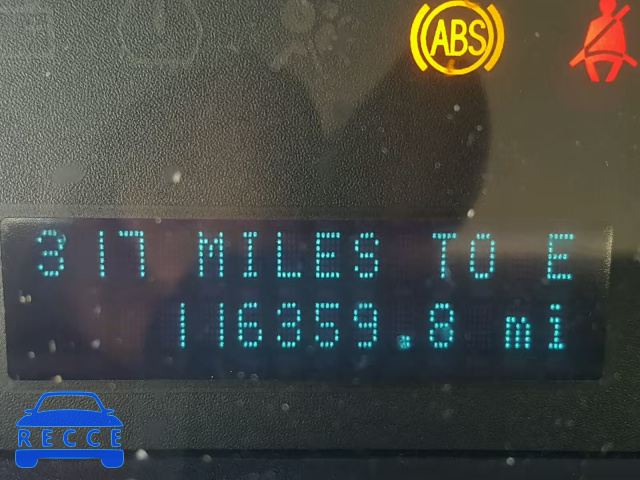 ABS
317 MILES TO E
116359.8 mi
RECCE